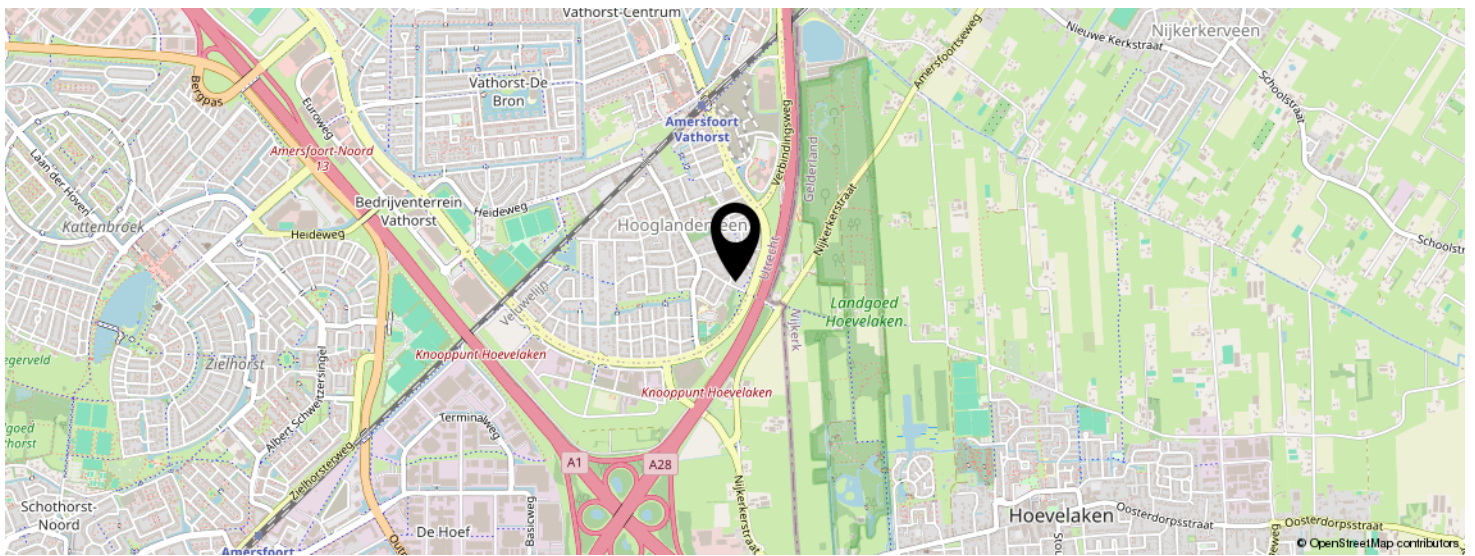 Vathorst-Centrum
Nieuwe Kerkstraat
Nijkerkerveen
Amersfoortseweg
Schoolstraat
Bergpas
Euroweg
Vathorst-De
Bron
Amersfoort
Vathorst
Verbindingsweg
Gelderland
Amersfoort-Noord
13
Laan der Hoven
Kattenbroek
Bedrijventerrein
Vathorst
Heideweg
Heideweg
Nijkerkerstraat
Schoolstr
Utrecht
Landgoed
Hoevelaken
Veluwelijn
Nijkerk
Knooppunt Hoevelaken
Zielhorst
Albert Schweitzersingel
Knooppunt Hoevelaken
Terminalweg
Zielhorsterweg
A1
A28
Nijkerkerstraat
Schothorst-
Noord
De Hoef
Basicweg
Hoevelaken
Oosterdorpsstraat
Oosterdorpsstraat
Amersfoort
© OpenStreetMap contributors